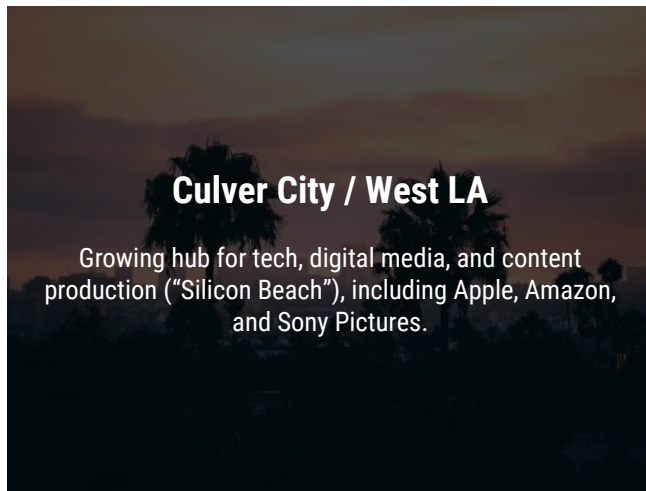 Culver City / West LA
Growing hub for tech, digital media, and content
production (“Silicon Beach”), including Apple, Amazon,
and Sony Pictures.